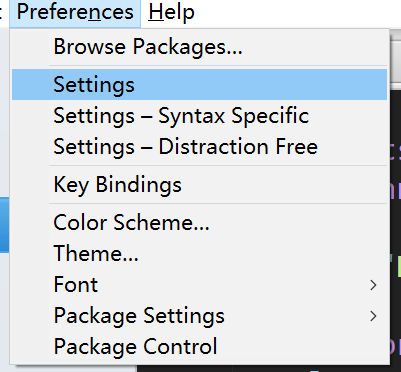 Preferences Help
Browse Packages...
Settings
Settings – Syntax Specific
Settings – Distraction Free
Key Bindings
Color Scheme...
Theme...
Font
Package Settings
Package Control